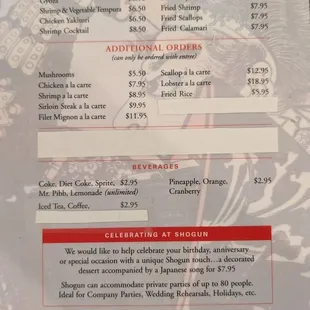 Gyoza
Shrimp & Vegetable Tempura $6.50
Chicken Yakitori $6.50
Shrimp Cocktail $8.50
Fried Shrimp $7.95
Fried Scallops $7.95
Fried Calamari $7.95
ADDITIONAL ORDERS
(can only be ordered with entree)
Mushrooms $5.50
Chicken a la carte $7.95
Shrimp a la carte $8.95
Sirloin Steak a la carte $9.95
Filet Mignon a la carte $11.95
Scallop a la carte $12.95
Lobster a la carte $18.95
Fried Rice $5.95
BEVERAGES
Coke, Diet Coke, Sprite, $2.95
Mr. Pibb, Lemonade (unlimited)
Iced Tea, Coffee, $2.95
Pineapple, Orange, $2.95
Cranberry
CELEBRATING AT SHOGUN
We would like to help celebrate your birthday, anniversary
or special occasion with a unique Shogun touch...a decorated
dessert accompanied by a Japanese song for $7.95
Shogun can accommodate private parties of up to 80 people.
Ideal for Company Parties, Wedding Rehearsals, Holidays, etc.